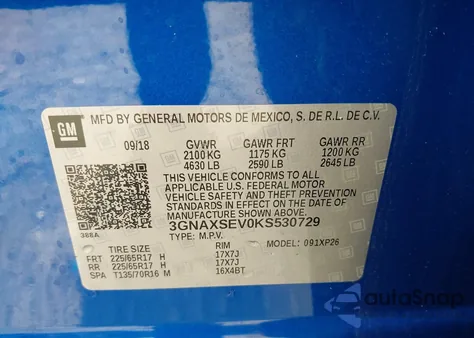 GM
MFD BY GENERAL MOTORS DE MEXICO, S. DE R.L. DE C.V.
09/18 GVWR GAWR FRT GAWR RR
2100 KG 1175 KG 1200 KG
4630 LB 2590 LB 2645 LB
THIS VEHICLE CONFORMS TO ALL
APPLICABLE U.S. FEDERAL MOTOR
VEHICLE SAFETY AND THEFT PREVENTION
STANDARDS IN EFFECT ON THE DATE OF
MANUFACTURE SHOWN ABOVE.
388A
3GNAXSEV0KS530729
TYPE: M.P.V. MODEL: 091XP26
TIRE SIZE RIM
FRT 225/65R17 H 17X7J
RR 225/65R17 H 17X7J
SPA T135/70R16 M 16X4BT
autoSnap